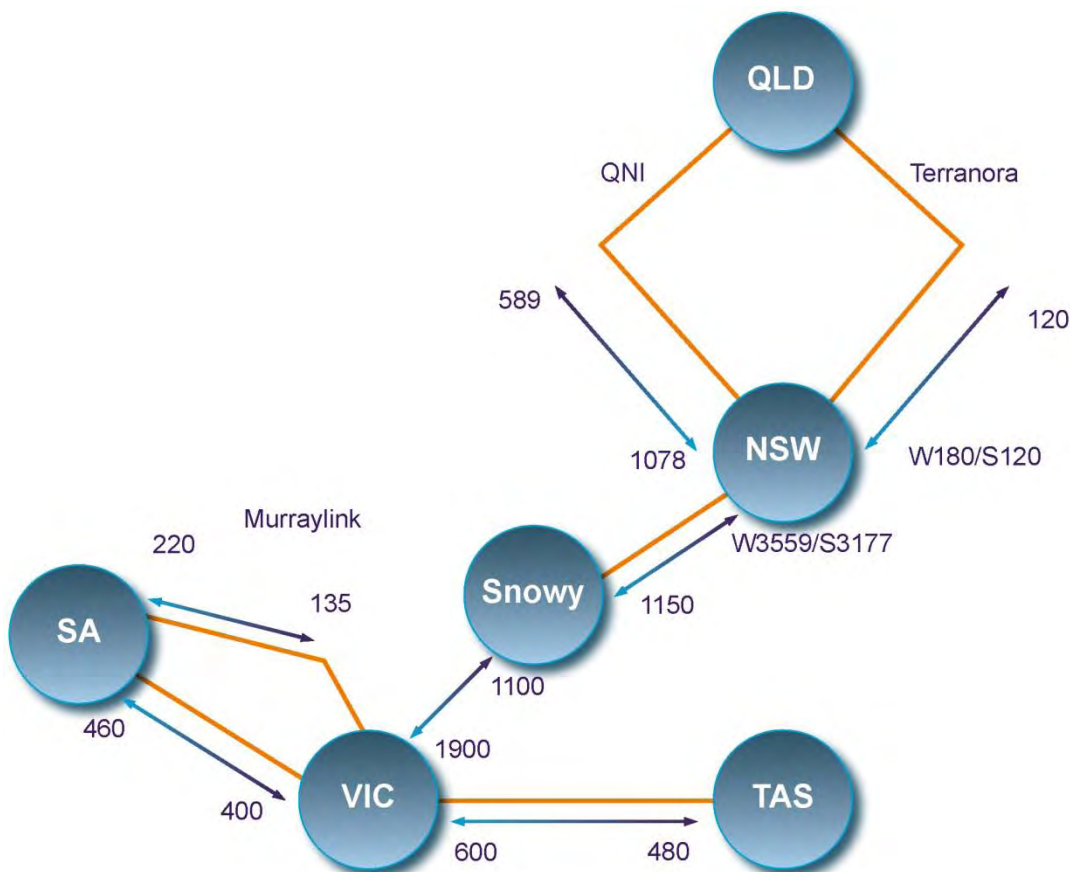 QLD
QNI
Terranora
589
120
NSW
1078
W180/S120
Murraylink
W3559/S3177
220
Snowy
1150
135
SA
1100
460
1900
VIC
TAS
400
600
480